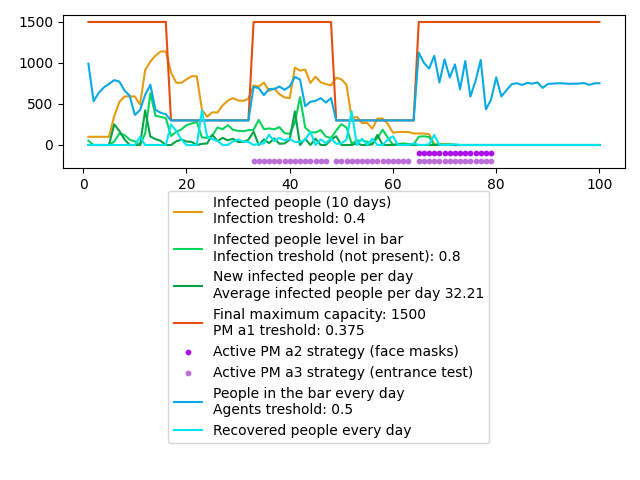 1500
1000
500
0
0 20 40 60 80 100
Infected people (10 days)
Infection treshold: 0.4
Infected people level in bar
Infection treshold (not present): 0.8
New infected people per day
Average infected people per day 32.21
Final maximum capacity: 1500
PM a1 treshold: 0.375
Active PM a2 strategy (face masks)
Active PM a3 strategy (entrance test)
People in the bar every day
Agents treshold: 0.5
Recovered people every day